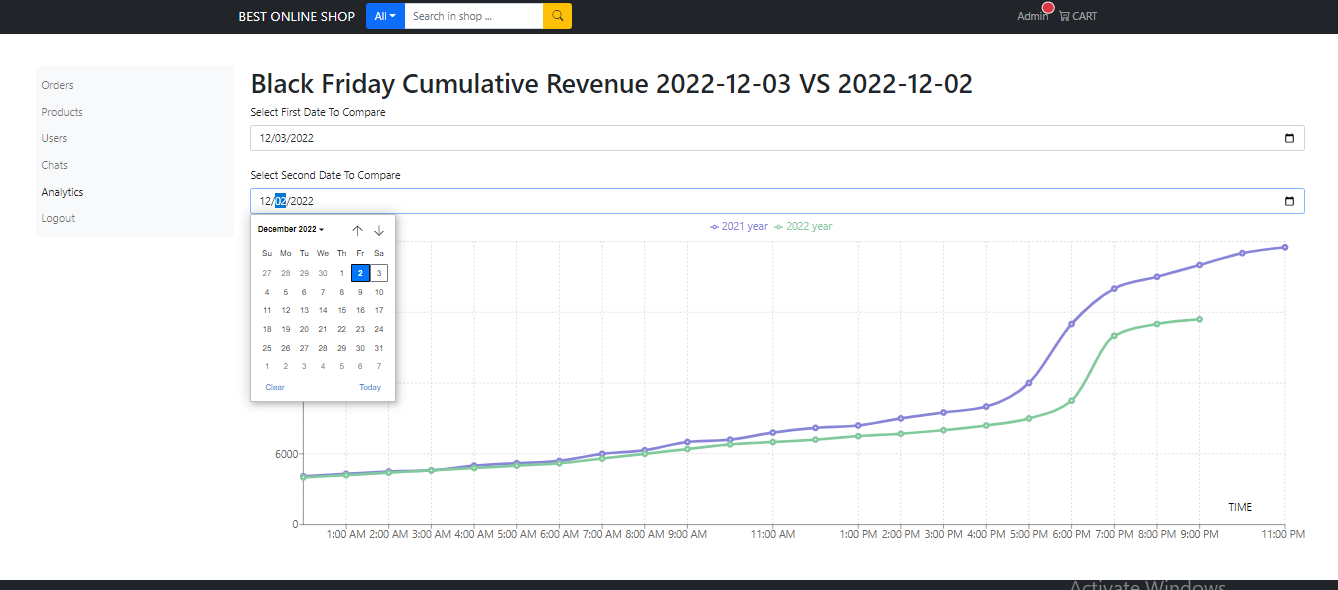 BEST ONLINE SHOP All Search in shop ... Admin CART
Orders
Products
Users
Chats
Analytics
Logout
Black Friday Cumulative Revenue 2022-12-03 VS 2022-12-02
Select First Date To Compare
12/03/2022
Select Second Date To Compare
12/02/2022
December 2022
Su Mo Tu We Th Fr Sa
27 28 29 30 1 2 3
4 5 6 7 8 9 10
11 12 13 14 15 16 17
18 19 20 21 22 23 24
25 26 27 28 29 30 31
1 2 3 4 5 6 7
Clear Today
2021 year 2022 year
6000
0
TIME
1:00 AM 2:00 AM 3:00 AM 4:00 AM 5:00 AM 6:00 AM 7:00 AM 8:00 AM 9:00 AM 11:00 AM 1:00 PM 2:00 PM 3:00 PM 4:00 PM 5:00 PM 6:00 PM 7:00 PM 8:00 PM 9:00 PM 11:00 PM
Activate Windows